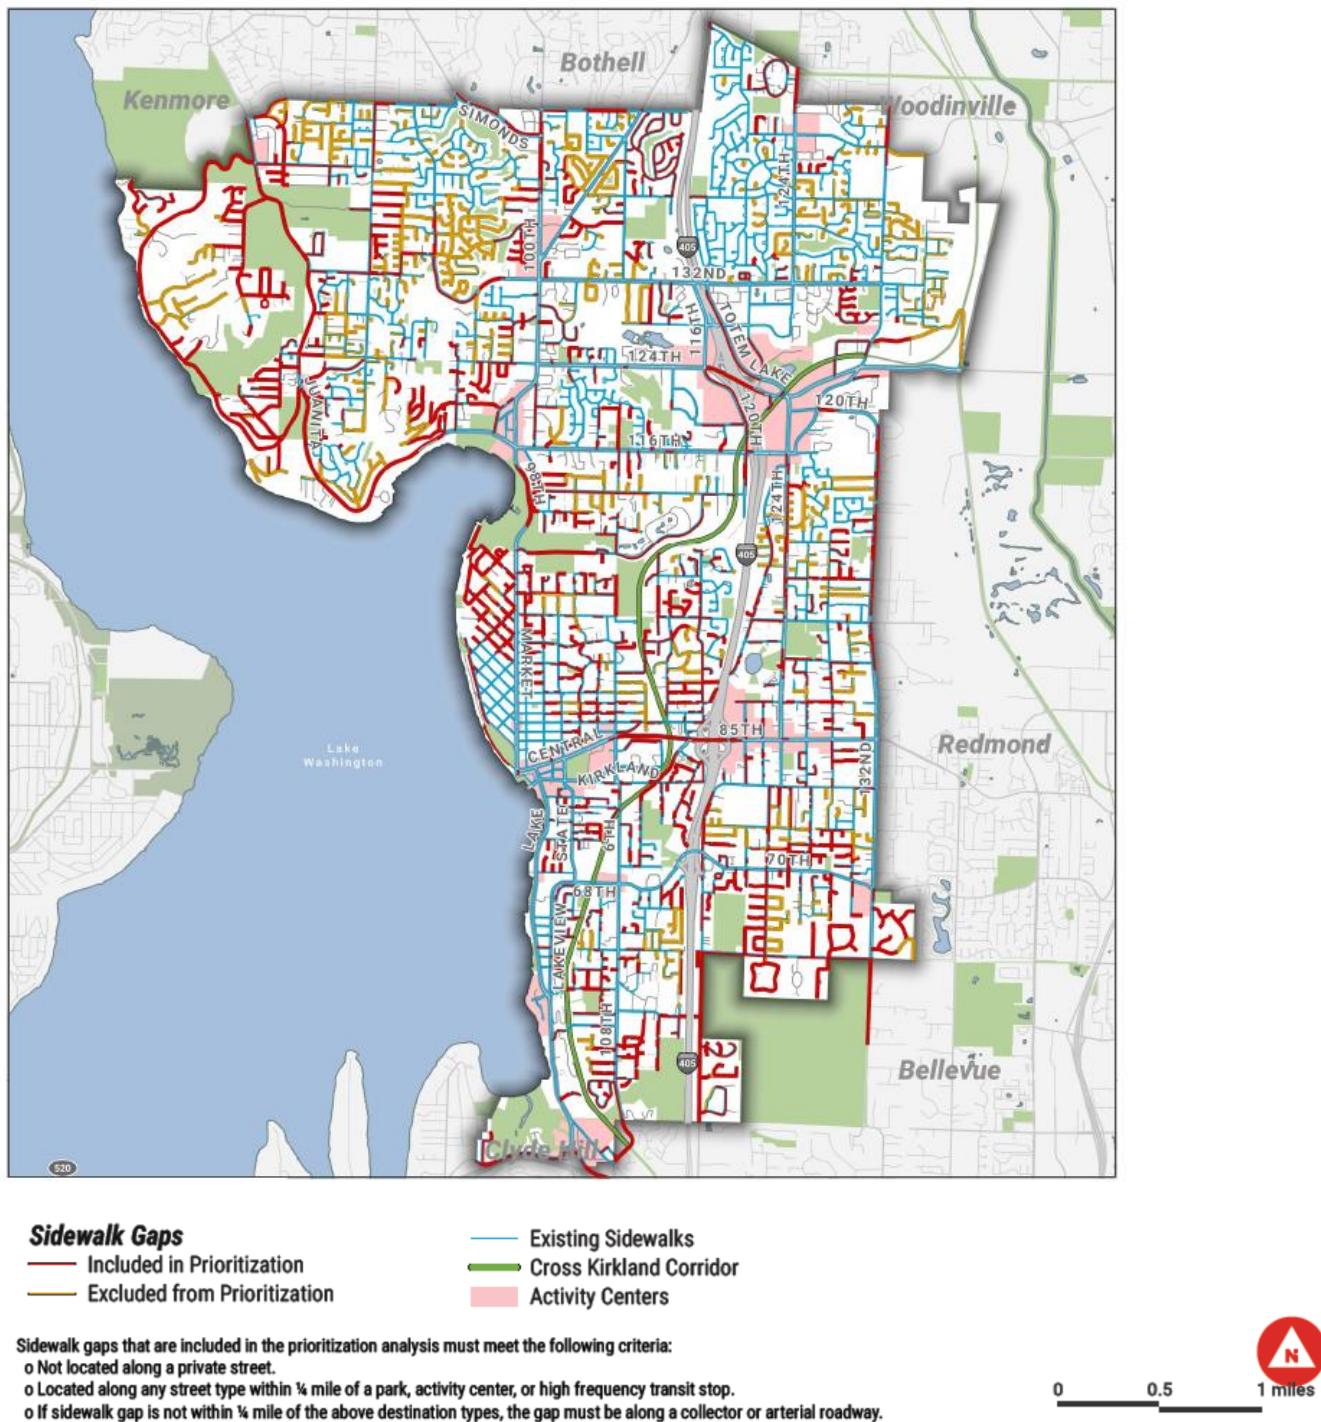 Bothell
Kenmore
Woodinville
SIMONDS
124TH
100TH
405
132ND
116TH
TOTEM LAKE
124TH
JUANITA
120TH
120TH
116TH
98TH
124TH
405
MARKET
85TH
CENTRAL
Redmond
Lake
Washington
KIRKLAND
132ND
LAKE
STATE
6TH
70TH
68TH
LAKEVIEW
108TH
405
Bellevue
Clyde Hill
520
Sidewalk Gaps
Included in Prioritization
Excluded from Prioritization
Existing Sidewalks
Cross Kirkland Corridor
Activity Centers
Sidewalk gaps that are included in the prioritization analysis must meet the following criteria:
o Not located along a private street.
o Located along any street type within ¼ mile of a park, activity center, or high frequency transit stop.
o If sidewalk gap is not within ¼ mile of the above destination types, the gap must be along a collector or arterial roadway.
N
0 0.5 1 miles